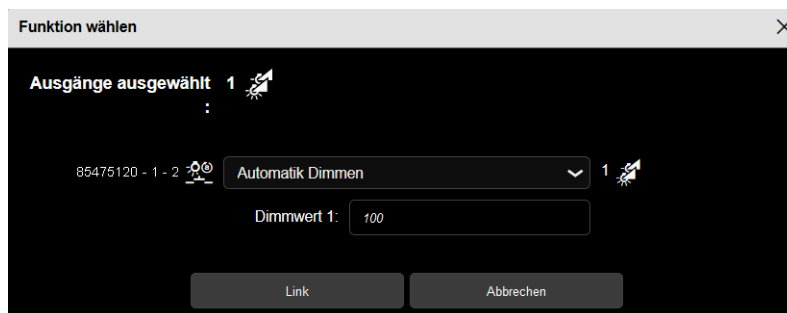 Funktion wählen
Ausgänge ausgewählt 1
:
85475120 - 1 - 2 Automatik Dimmen 1
Dimmwert 1: 100
Link Abbrechen